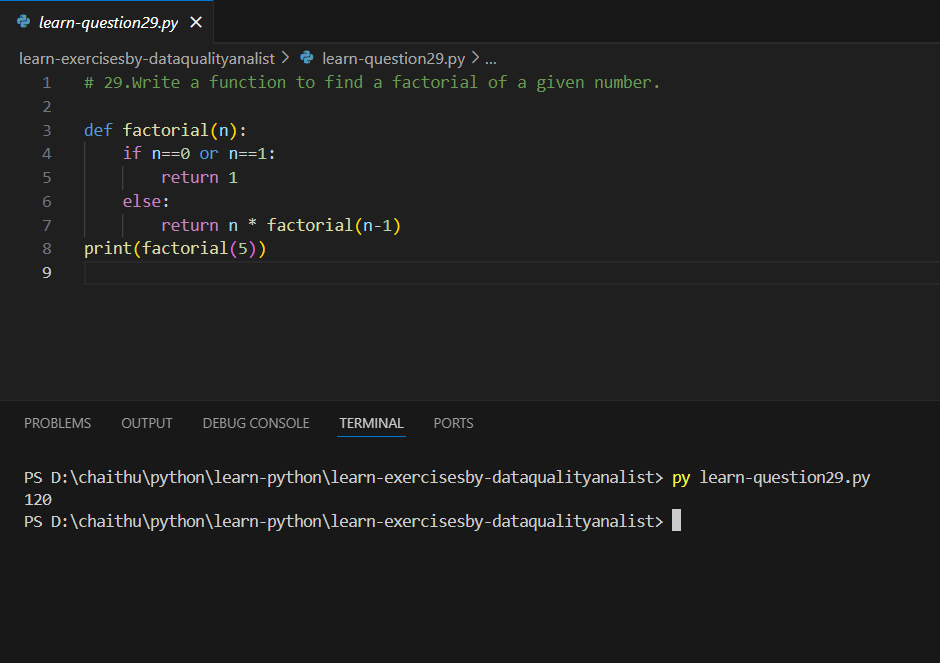 learn-question29.py
learn-exercisesby-dataqualityanalist > learn-question29.py > ...
1 # 29.Write a function to find a factorial of a given number.
2
3 def factorial(n):
4     if n==0 or n==1:
5         return 1
6     else:
7         return n * factorial(n-1)
8 print(factorial(5))
9
PROBLEMS OUTPUT DEBUG CONSOLE TERMINAL PORTS
PS D:\chaithu\python\learn-python\learn-exercisesby-dataqualityanalist> py learn-question29.py
120
PS D:\chaithu\python\learn-python\learn-exercisesby-dataqualityanalist>